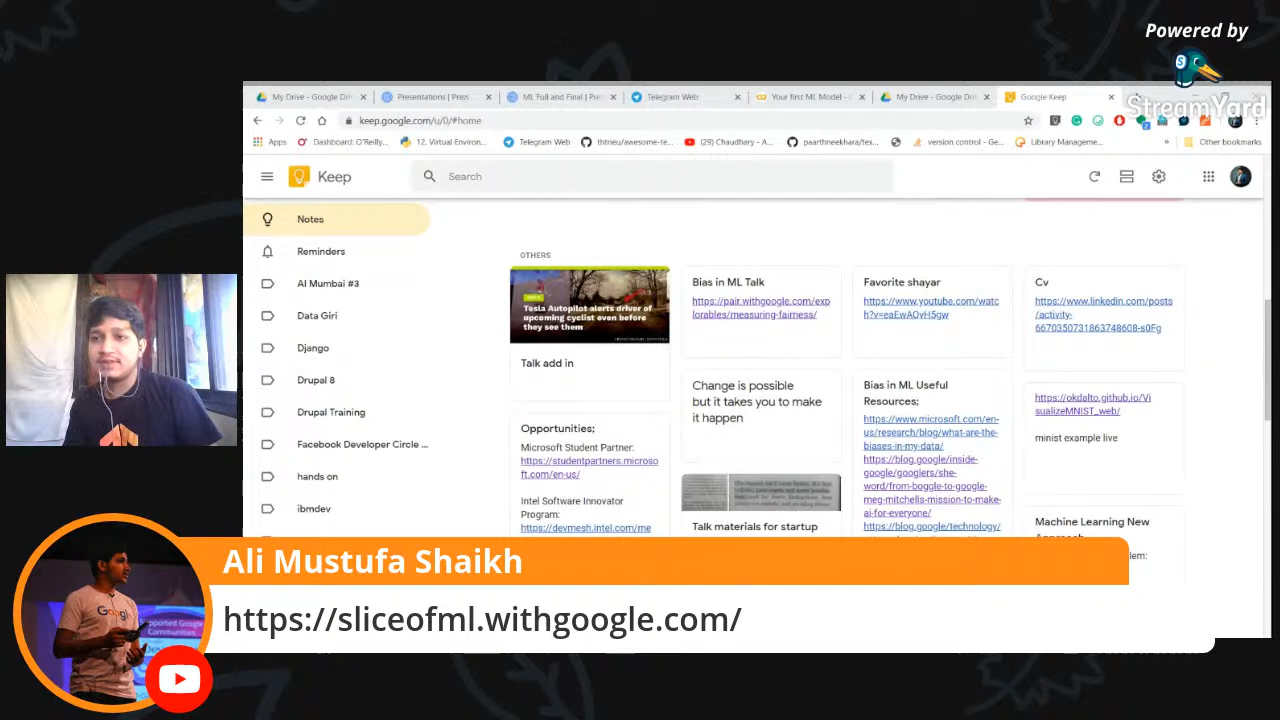 Powered by
StreamYard
My Drive - Google Dri
Presentations | Prezi
ML Full and Final | Pre
Telegram Web
Your first ML Model - C
My Drive - Google Dri
Google Keep
keep.google.com/u/0/#home
Apps
Dashboard: O'Reilly...
12. Virtual Environ...
Telegram Web
thtrieu/awesome-te...
(29) Chaudhary - A...
paarthneekhara/tex...
version control - Ge...
Library Manageme...
»
Other bookmarks
Keep
Search
Notes
Reminders
AI Mumbai #3
Data Giri
Django
Drupal 8
Drupal Training
Facebook Developer Circle ...
hands on
ibmdev
OTHERS
Tesla Autopilot alerts driver of
upcoming cyclist even before
they see them
Talk add in
Opportunities;
Microsoft Student Partner:
https://studentpartners.microso
ft.com/en-us/
Intel Software Innovator
Program:
https://devmesh.intel.com/me
Bias in ML Talk
https://pair.withgoogle.com/exp
lorables/measuring-fairness/
Change is possible
but it takes you to make
it happen
Talk materials for startup
Favorite shayar
https://www.youtube.com/watc
h?v=eaEwAQvH5gw
Bias in ML Useful
Resources;
https://www.microsoft.com/en-
us/research/blog/what-are-the-
biases-in-my-data/
https://blog.google/inside-
google/googlers/she-
word/from-boggle-to-google-
meg-mitchells-mission-to-make-
ai-for-everyone/
https://blog.google/technology/
Cv
https://www.linkedin.com/posts
/activity-
6670350731863748608-s0Fg
https://okdalto.github.io/Vi
sualizeMNIST_web/
minist example live
Machine Learning New
Ali Mustufa Shaikh
https://sliceofml.withgoogle.com/